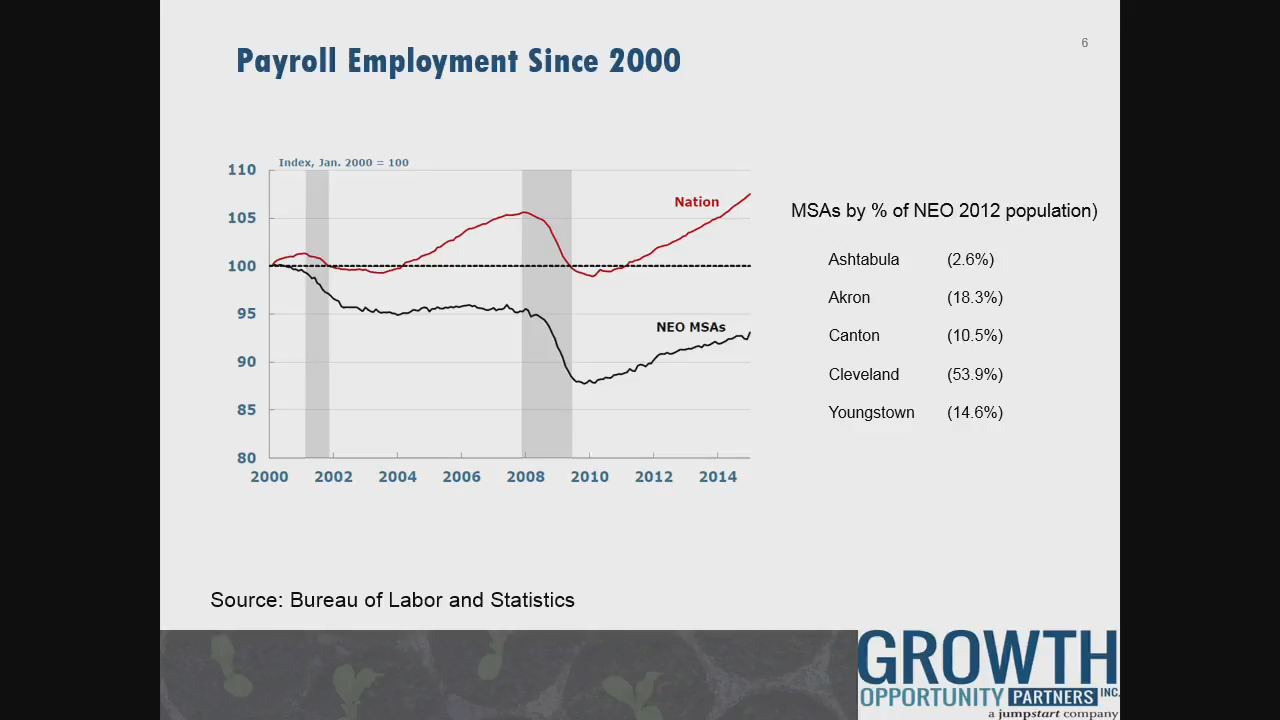 Payroll Employment Since 2000
6
Index, Jan. 2000 = 100
110
105
100
95
90
85
80
Nation
NEO MSAs
2000 2002 2004 2006 2008 2010 2012 2014
MSAs by % of NEO 2012 population)
Ashtabula (2.6%)
Akron (18.3%)
Canton (10.5%)
Cleveland (53.9%)
Youngstown (14.6%)
Source: Bureau of Labor and Statistics
GROWTH
OPPORTUNITY PARTNERS INC.
a jumpstart company